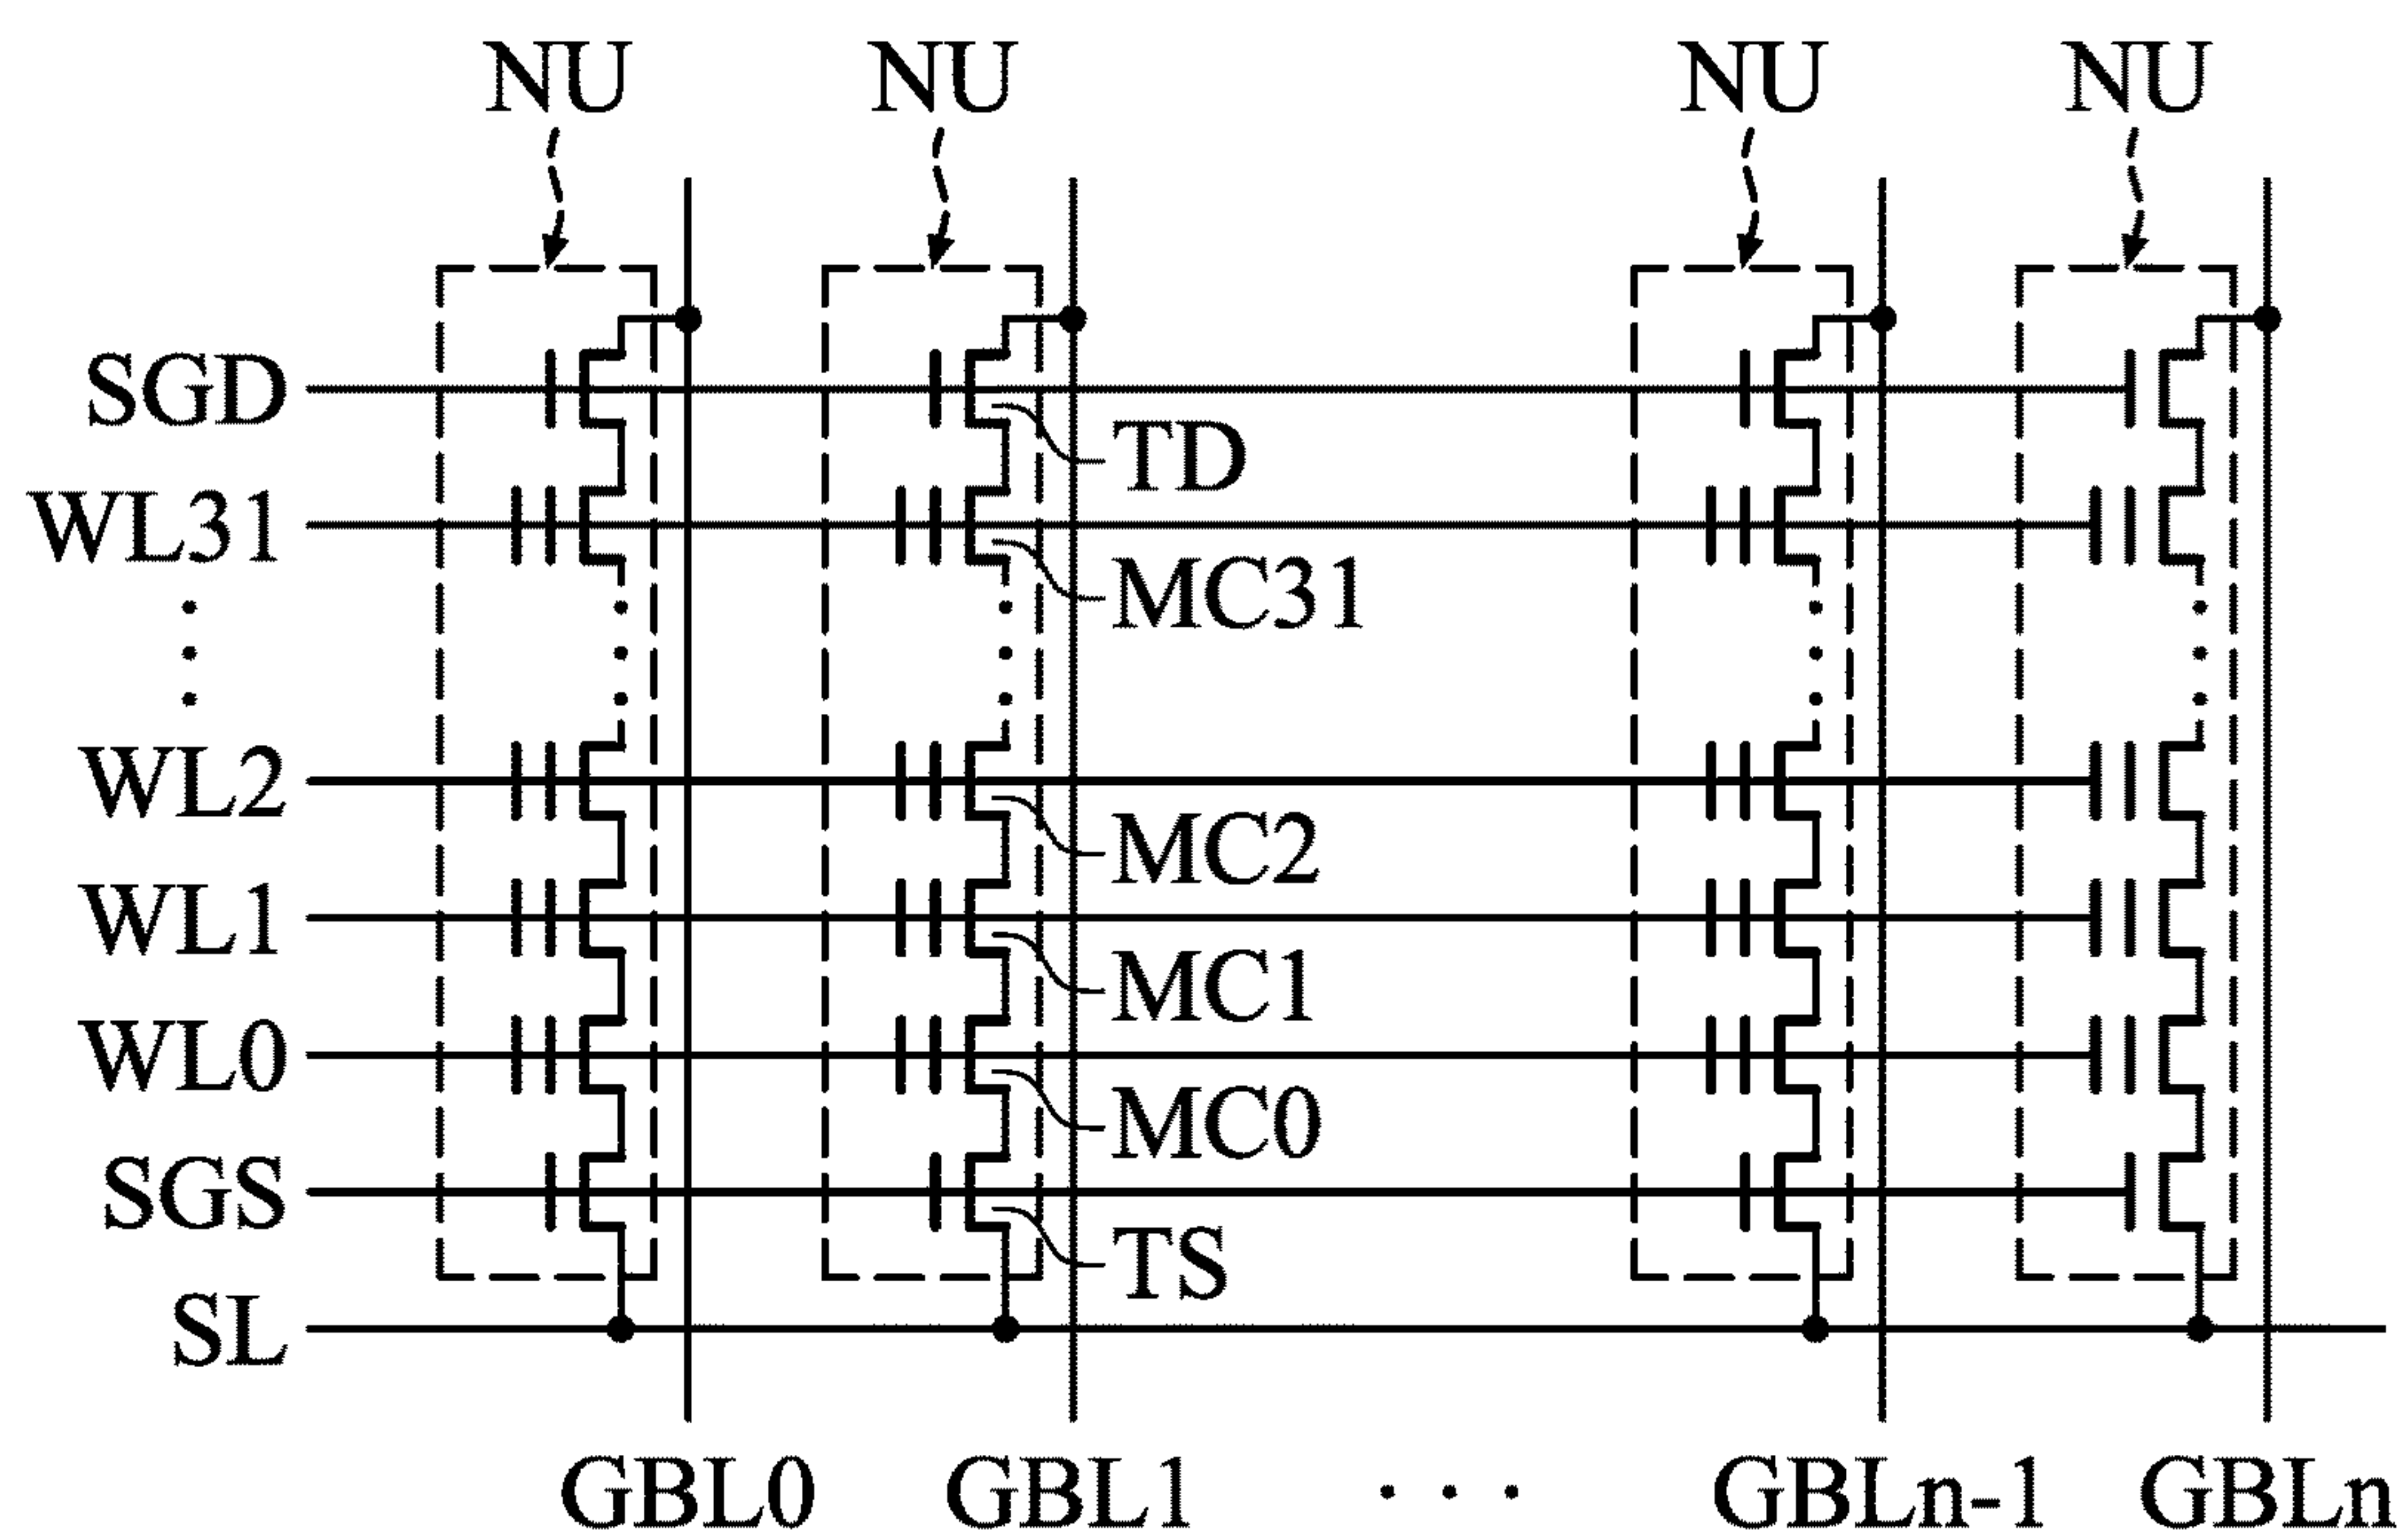 NU NU NU NU
SGD
TD
WL31
MC31
WL2
MC2
WL1
MC1
WL0
MC0
SGS
TS
SL
GBL0 GBL1 . . . GBLn-1 GBLn